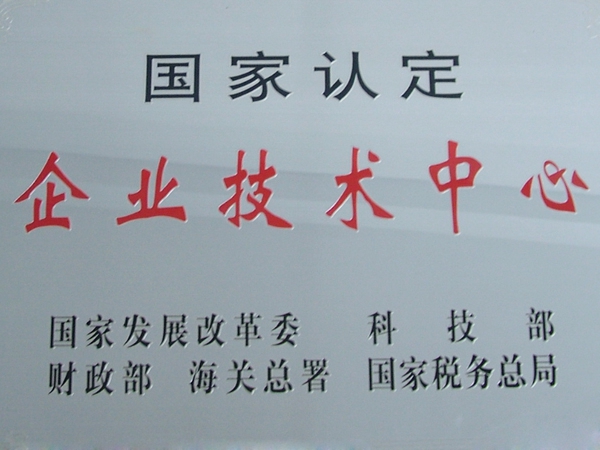 国家认定
企业技术中心
国家发展改革委 科技部
财政部 海关总署 国家税务总局